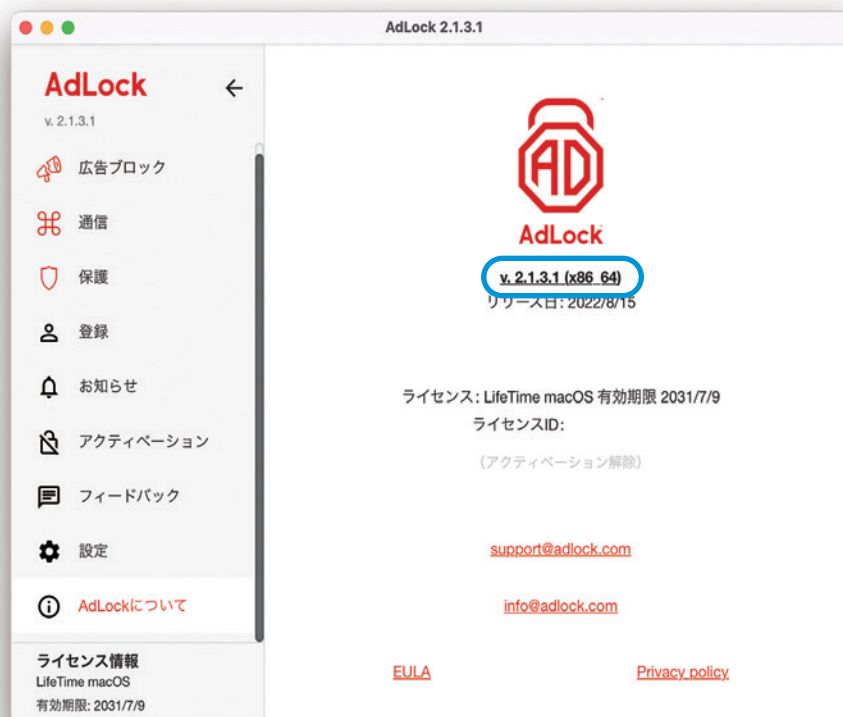 AdLock 2.1.3.1
AdLock
v. 2.1.3.1
広告ブロック
通信
保護
登録
お知らせ
アクティベーション
フィードバック
設定
AdLockについて
ライセンス情報
LifeTime macOS
有効期限: 2031/7/9
AD
AdLock
v. 2.1.3.1 (x86_64)
リリース日: 2022/8/15
ライセンス: LifeTime macOS 有効期限 2031/7/9
ライセンスID:
(アクティベーション解除)
support@adlock.com
info@adlock.com
EULA
Privacy policy